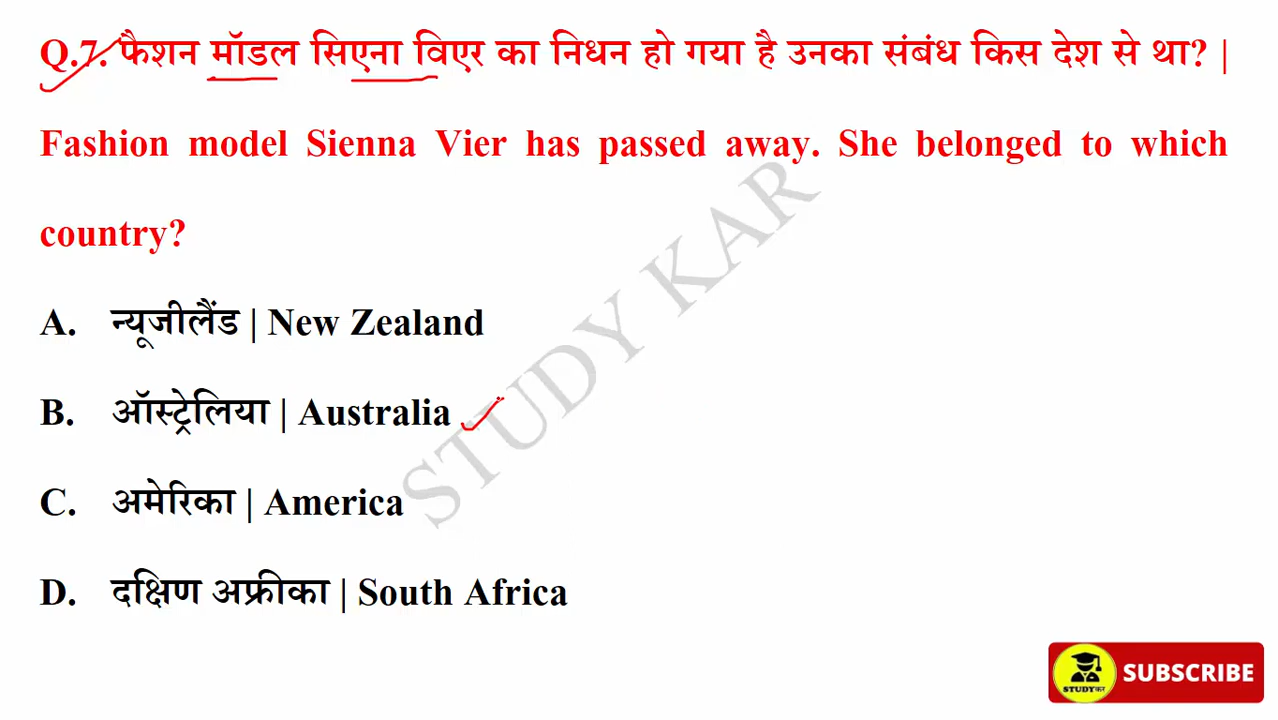 Q.7. फैशन मॉडल सिएना विएर का निधन हो गया है उनका संबंध किस देश से था? |
Fashion model Sienna Vier has passed away. She belonged to which
country?
A. न्यूजीलैंड | New Zealand
B. ऑस्ट्रेलिया | Australia
C. अमेरिका | America
D. दक्षिण अफ्रीका | South Africa
STUDY KAR
STUDYकर
SUBSCRIBE